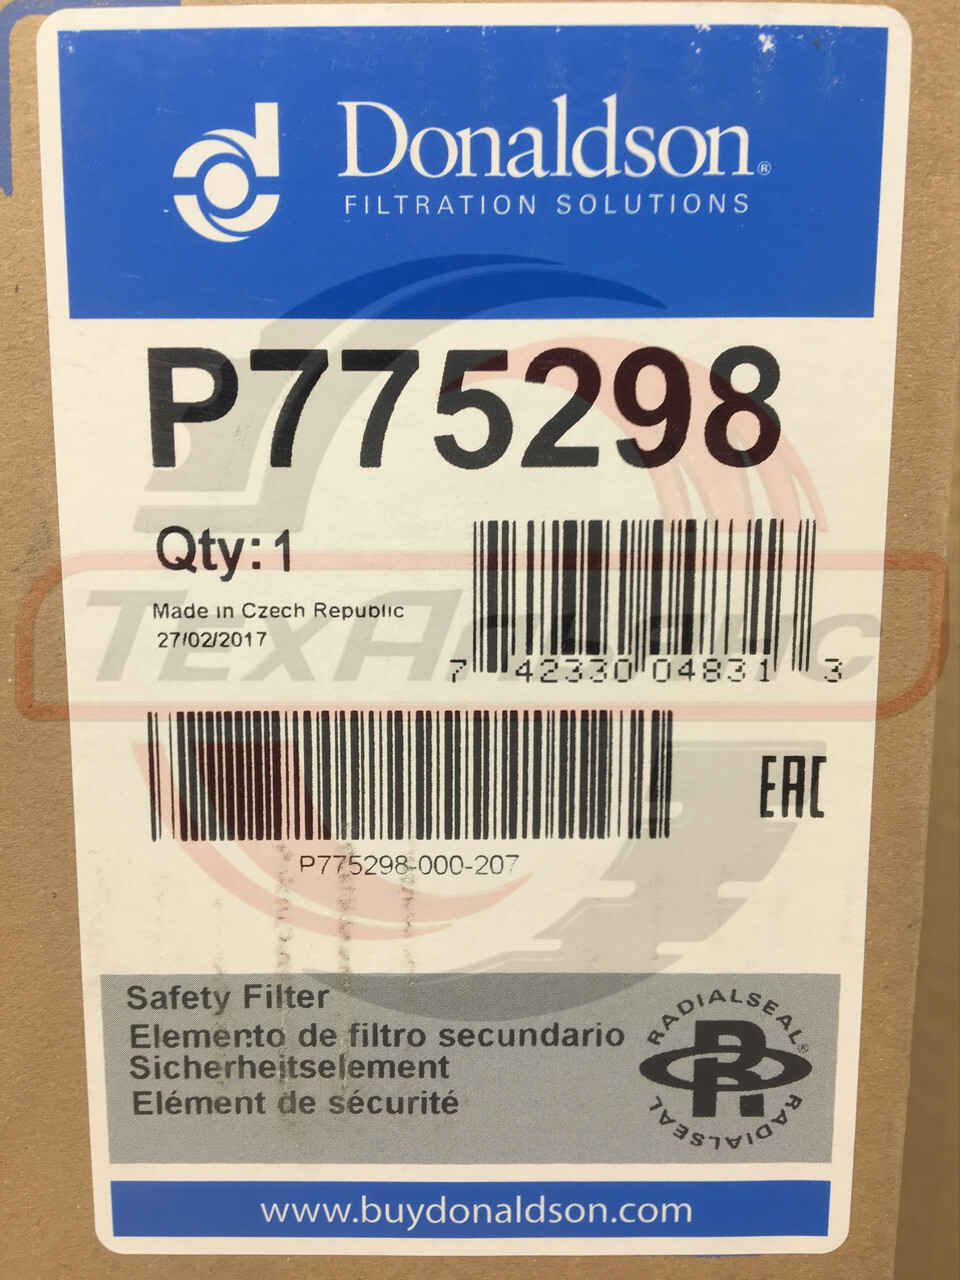 Donaldson®
FILTRATION SOLUTIONS
P775298
Qty: 1
Made in Czech Republic
27/02/2017
7 42330 04831 3
P775298-000-207
EAC
Safety Filter
Elemento de filtro secundario
Sicherheitselement
Elément de sécurité
RADIALSEAL®
RADIALSEAL
www.buydonaldson.com